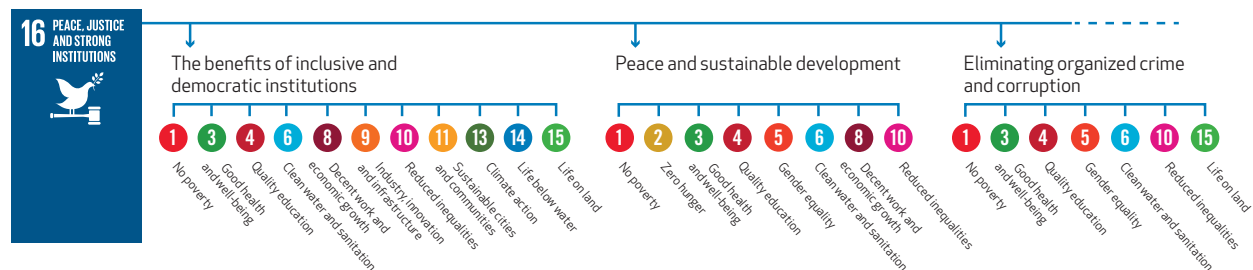 16 PEACE, JUSTICE
AND STRONG
INSTITUTIONS
The benefits of inclusive and
democratic institutions
1
No poverty
3
Good health
and well-being
4
Quality education
6
Clean water and sanitation
8
Decent work and
economic growth
9
Industry, innovation
and infrastructure
10
Reduced inequalities
11
Sustainable cities
and communities
13
Climate action
14
Life below water
15
Life on land
Peace and sustainable development
1
No poverty
2
Zero hunger
3
Good health
and well-being
4
Quality education
5
Gender equality
6
Clean water and sanitation
8
Decent work and
economic growth
10
Reduced inequalities
Eliminating organized crime
and corruption
1
No poverty
3
Good health
and well-being
4
Quality education
5
Gender equality
6
Clean water and sanitation
10
Reduced inequalities
15
Life on land